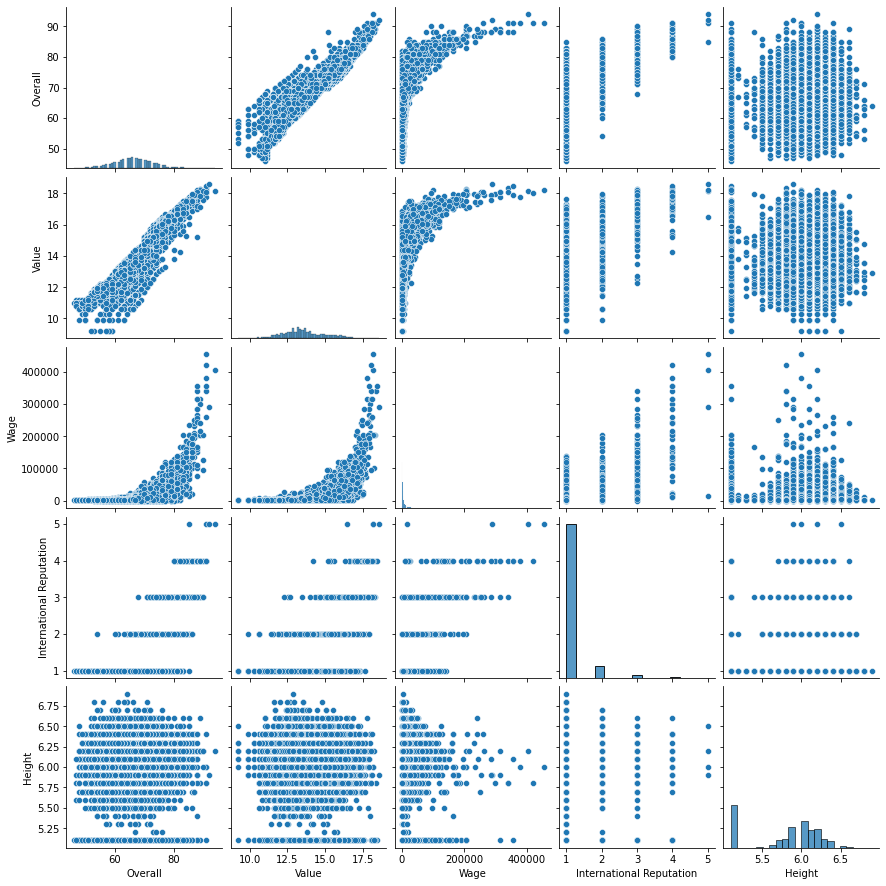 90
80
70
60
50
Overall
18
16
14
12
10
Value
400000
300000
200000
100000
0
Wage
5
4
3
2
1
International Reputation
6.75
6.50
6.25
6.00
5.75
5.50
5.25
Height
60 80
Overall
10.0 12.5 15.0 17.5
Value
0 200000 400000
Wage
1 2 3 4 5
International Reputation
5.5 6.0 6.5
Height